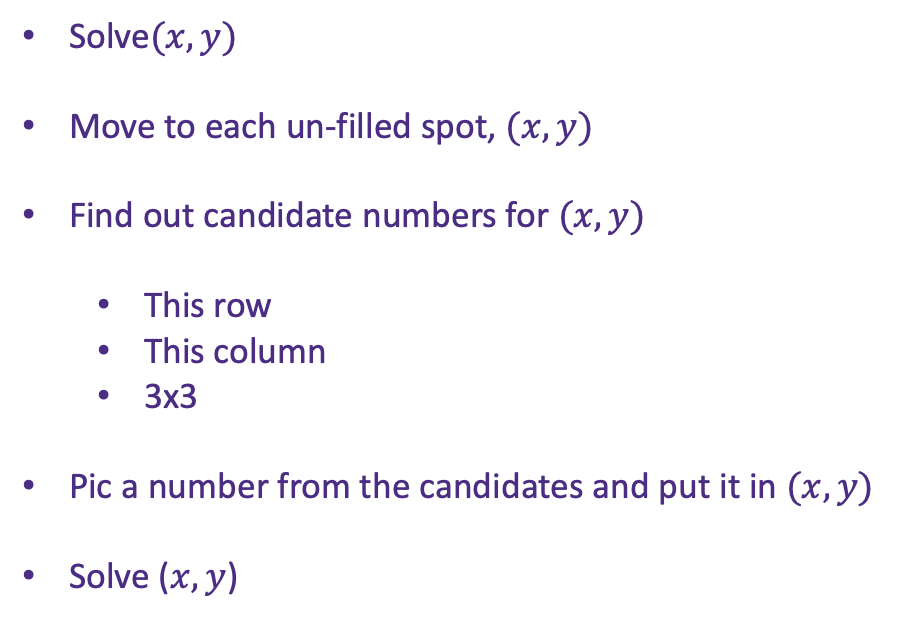 • Solve(x, y)
• Move to each un-filled spot, (x, y)
• Find out candidate numbers for (x, y)
• This row
• This column
• 3x3
• Pic a number from the candidates and put it in (x, y)
• Solve (x, y)